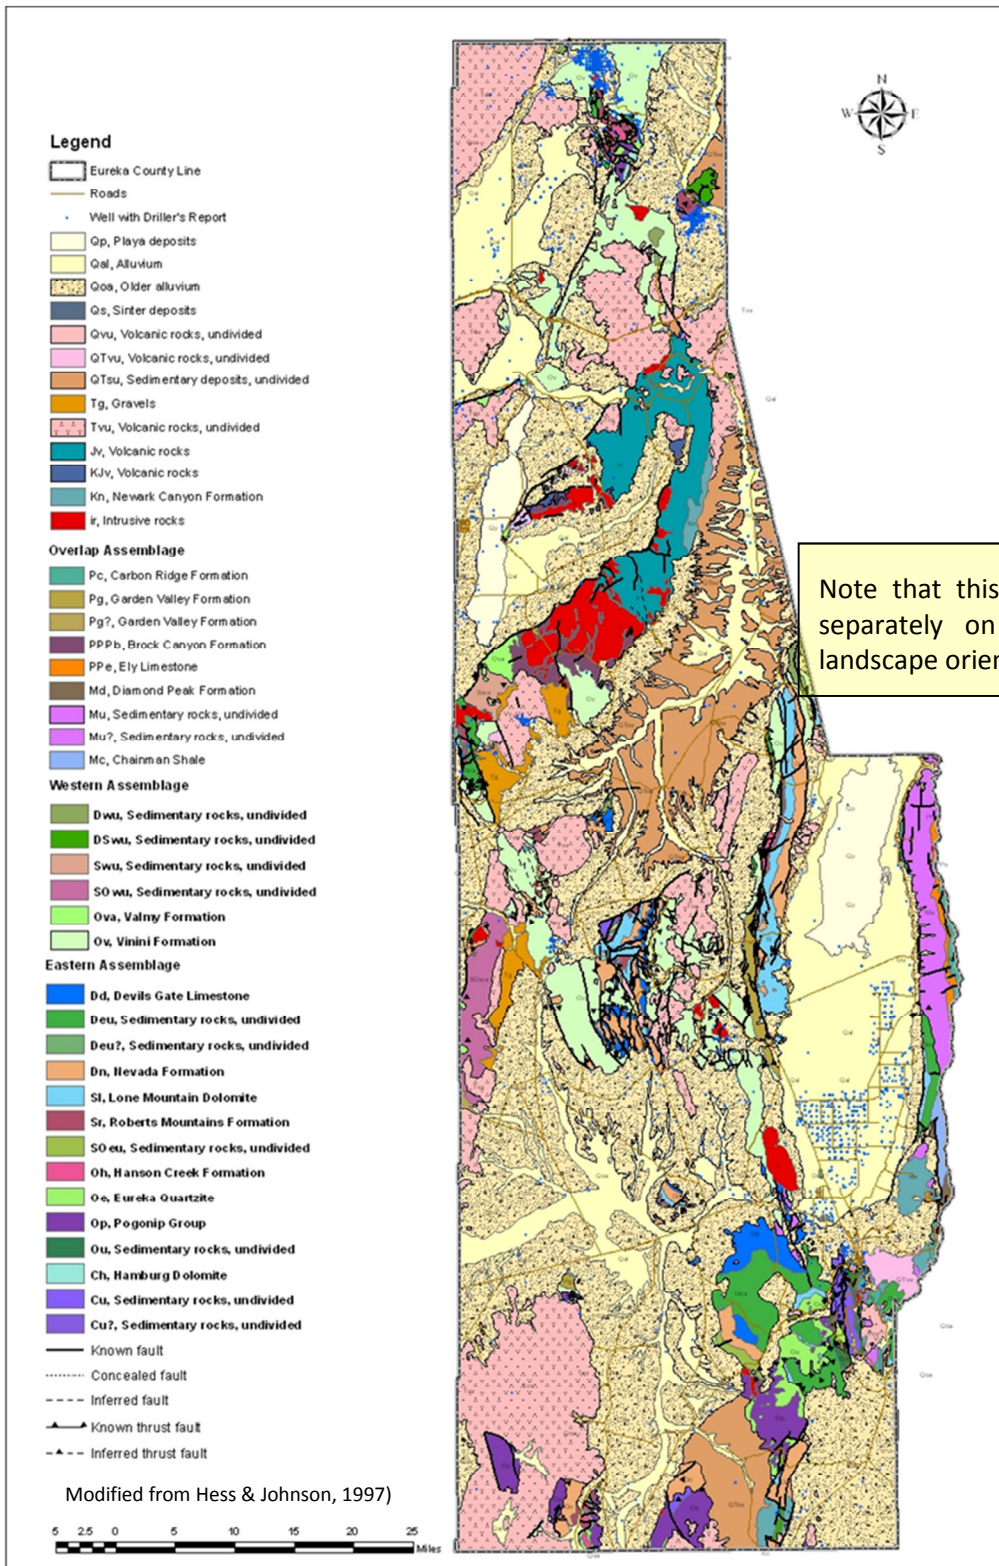 N
W E
S
Legend
Eureka County Line
Roads
Well with Driller's Report
Qp, Playa deposits
Qal, Alluvium
Qoa, Older alluvium
Qs, Sinter deposits
Qvu, Volcanic rocks, undivided
QTvu, Volcanic rocks, undivided
QTsu, Sedimentary deposits, undivided
Tg, Gravels
Tvu, Volcanic rocks, undivided
Jv, Volcanic rocks
KJv, Volcanic rocks
Kn, Newark Canyon Formation
ir, Intrusive rocks
Overlap Assemblage
Pc, Carbon Ridge Formation
Pg, Garden Valley Formation
Pg?, Garden Valley Formation
PPPb, Brock Canyon Formation
PPe, Ely Limestone
Md, Diamond Peak Formation
Mu, Sedimentary rocks, undivided
Mu?, Sedimentary rocks, undivided
Mc, Chainman Shale
Western Assemblage
Dwu, Sedimentary rocks, undivided
DSwu, Sedimentary rocks, undivided
Swu, Sedimentary rocks, undivided
SOwu, Sedimentary rocks, undivided
Ova, Valmy Formation
Ov, Vinini Formation
Eastern Assemblage
Dd, Devils Gate Limestone
Deu, Sedimentary rocks, undivided
Deu?, Sedimentary rocks, undivided
Dn, Nevada Formation
Sl, Lone Mountain Dolomite
Sr, Roberts Mountains Formation
SOeu, Sedimentary rocks, undivided
Oh, Hanson Creek Formation
Oe, Eureka Quartzite
Op, Pogonip Group
Ou, Sedimentary rocks, undivided
Ch, Hamburg Dolomite
Cu, Sedimentary rocks, undivided
Cu?, Sedimentary rocks, undivided
Known fault
Concealed fault
Inferred fault
Known thrust fault
Inferred thrust fault
Modified from Hess & Johnson, 1997)
5 2.5 0 5 10 15 20 25
Miles
Note that this
separately on
landscape orien